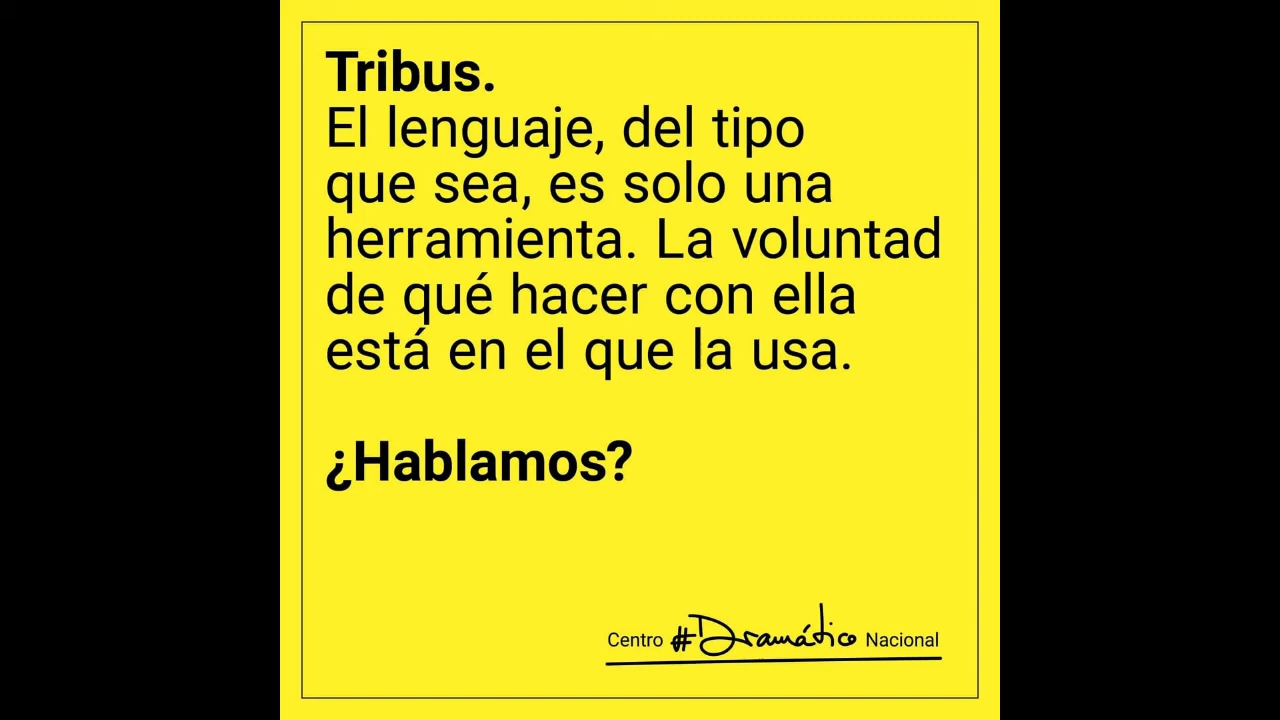 Tribus.
El lenguaje, del tipo
que sea, es solo una
herramienta. La voluntad
de qué hacer con ella
está en el que la usa.
¿Hablamos?
Centro #Dramático Nacional